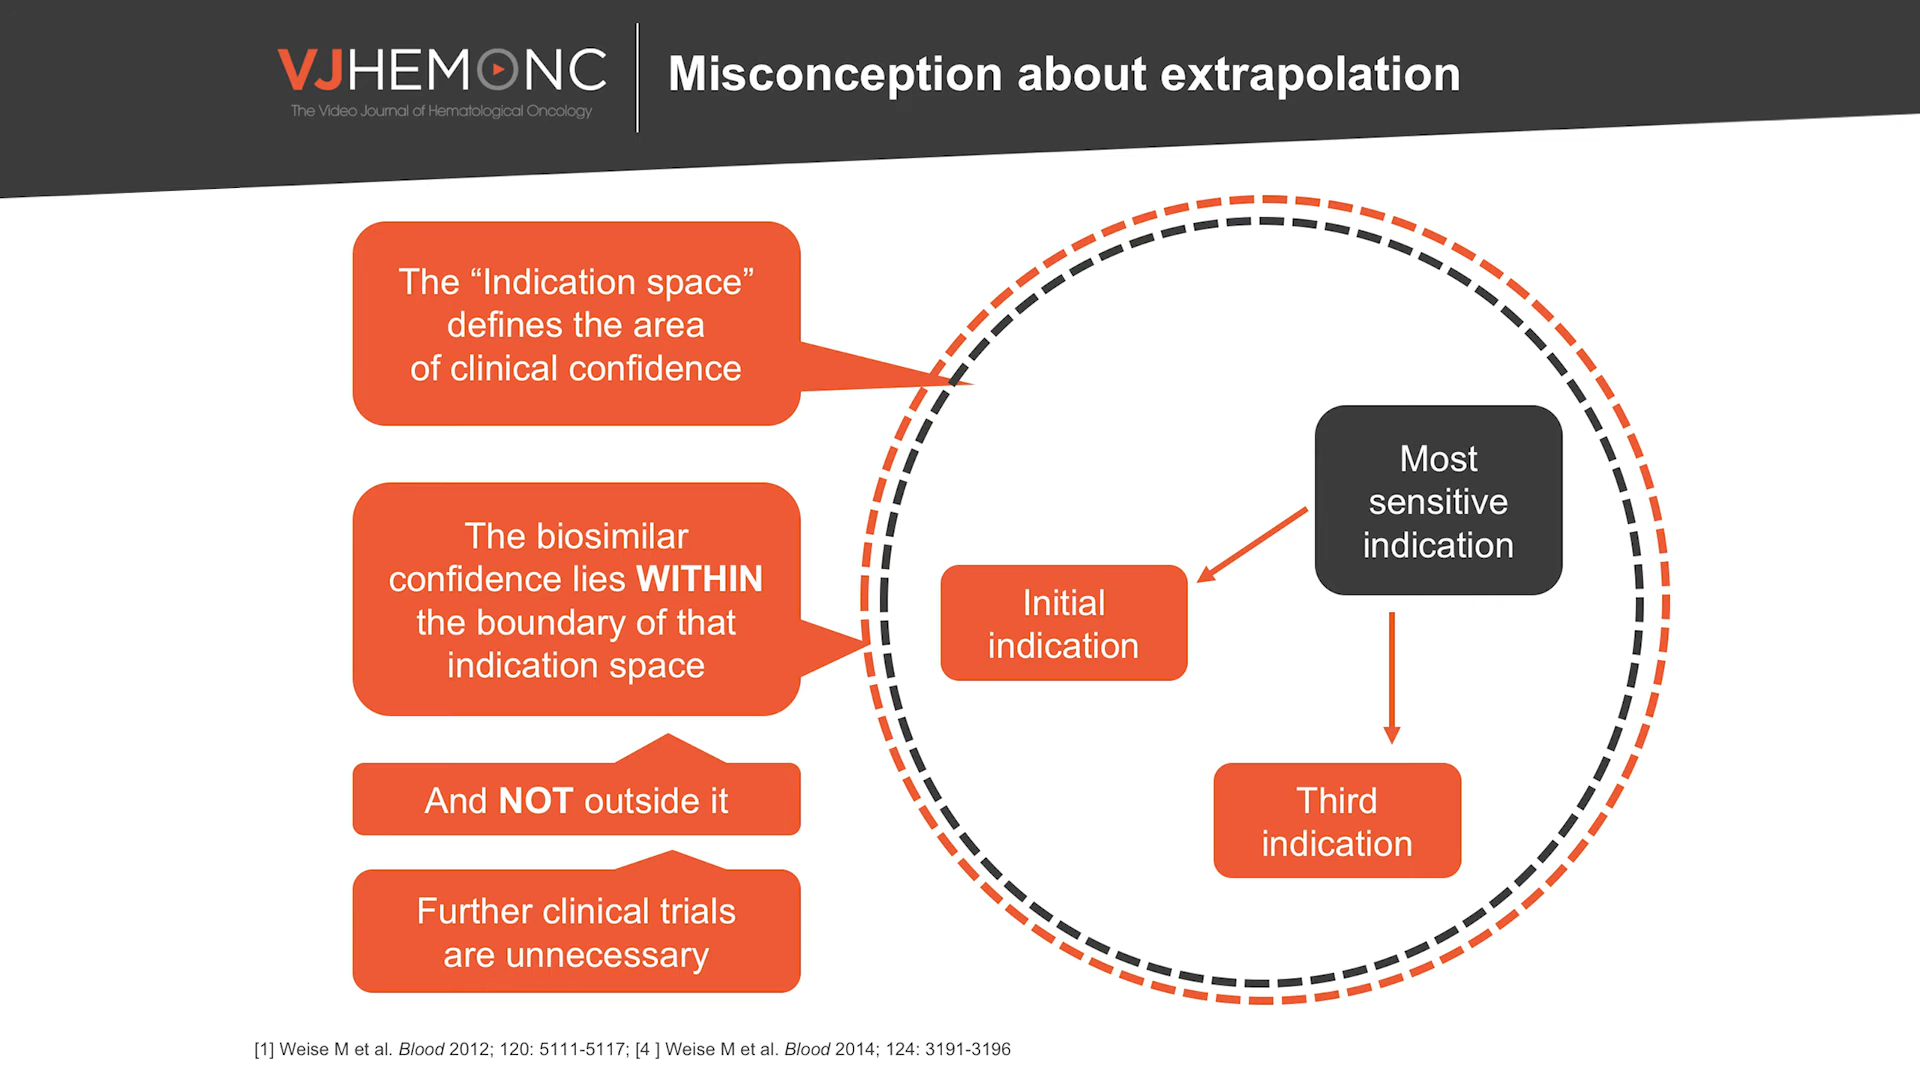 VJHEMONC
The Video Journal of Hematological Oncology
Misconception about extrapolation
The “Indication space”
defines the area
of clinical confidence
The biosimilar
confidence lies WITHIN
the boundary of that
indication space
And NOT outside it
Further clinical trials
are unnecessary
Most
sensitive
indication
Initial
indication
Third
indication
[1] Weise M et al. Blood 2012; 120: 5111-5117; [4 ] Weise M et al. Blood 2014; 124: 3191-3196